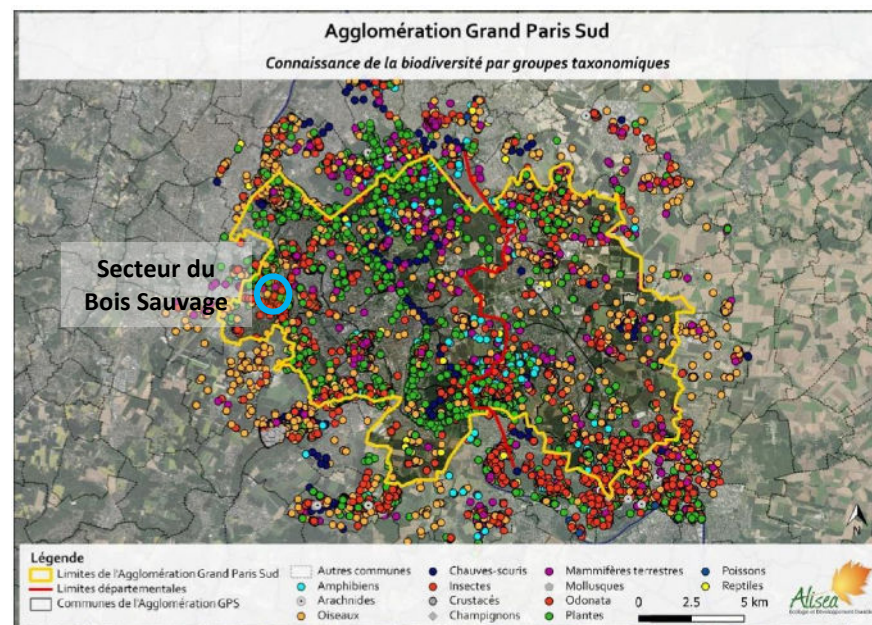 Agglomération Grand Paris Sud
Connaissance de la biodiversité par groupes taxonomiques
Secteur du
Bois Sauvage
N
Légende
Limites de l'Agglomération Grand Paris Sud
Limites départementales
Communes de l'Agglomération GPS
Autres communes
Amphibiens
Arachnides
Oiseaux
Chauves-souris
Insectes
Crustacés
Champignons
Mammifères terrestres
Mollusques
Odonata
Plantes
Poissons
Reptiles
0 2.5 5 km
Alisea